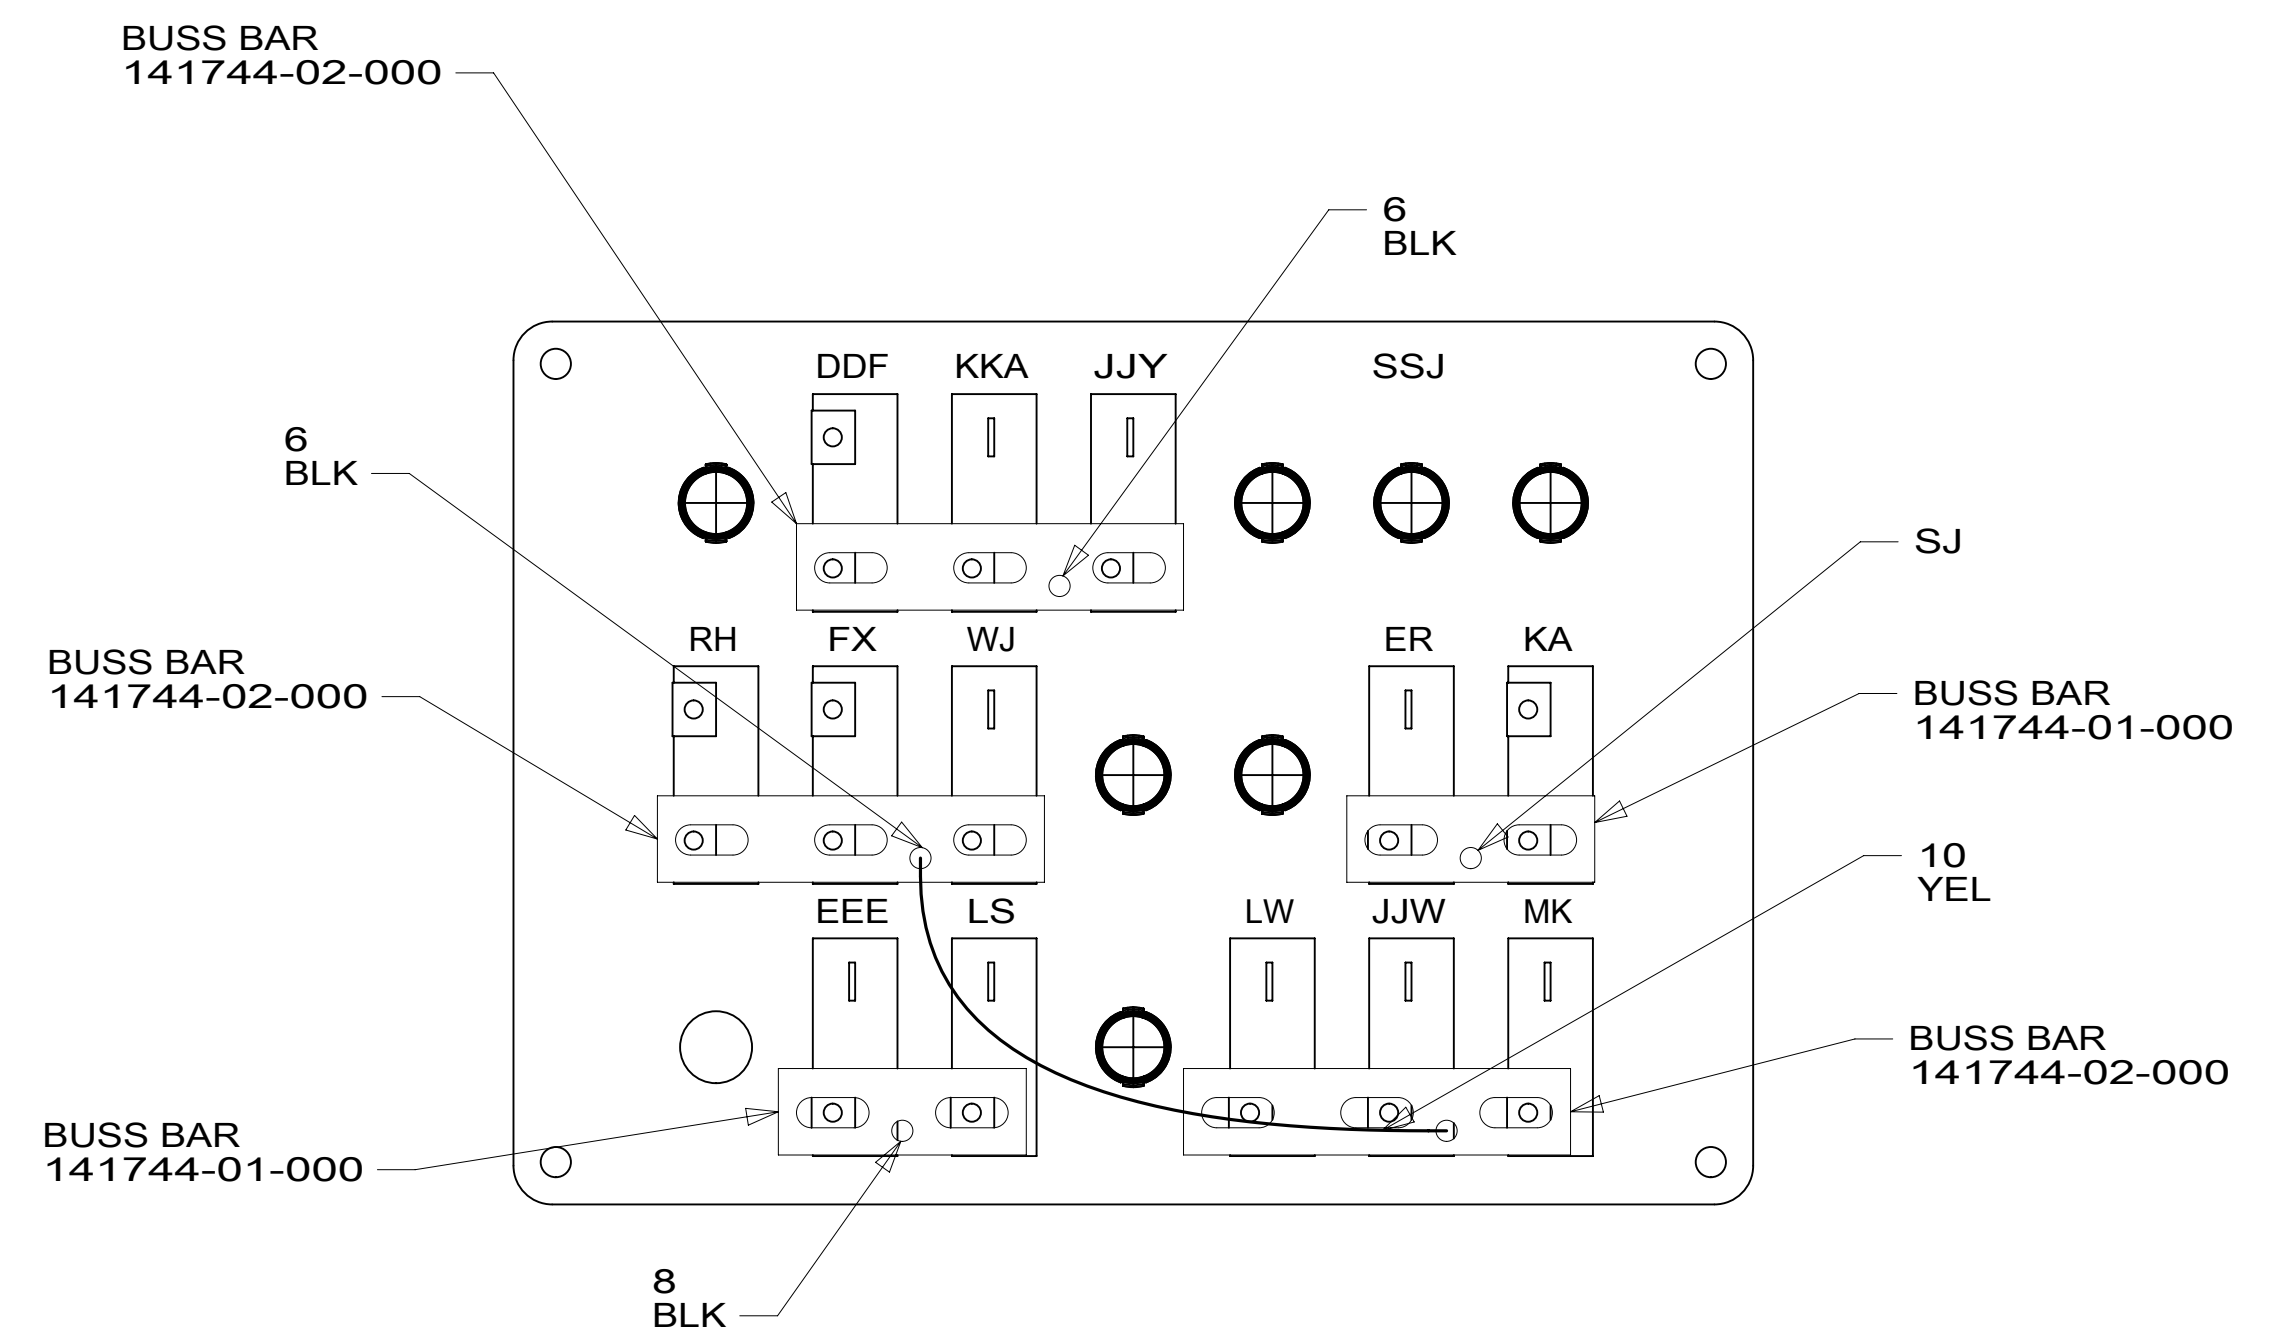 BUSS BAR
141744-02-000
6
BLK
DDF KKA JJY SSJ
6
BLK
SJ
RH FX WJ ER KA
BUSS BAR
141744-02-000
BUSS BAR
141744-01-000
10
YEL
EEE LS LW JJW MK
BUSS BAR
141744-02-000
BUSS BAR
141744-01-000
8
BLK